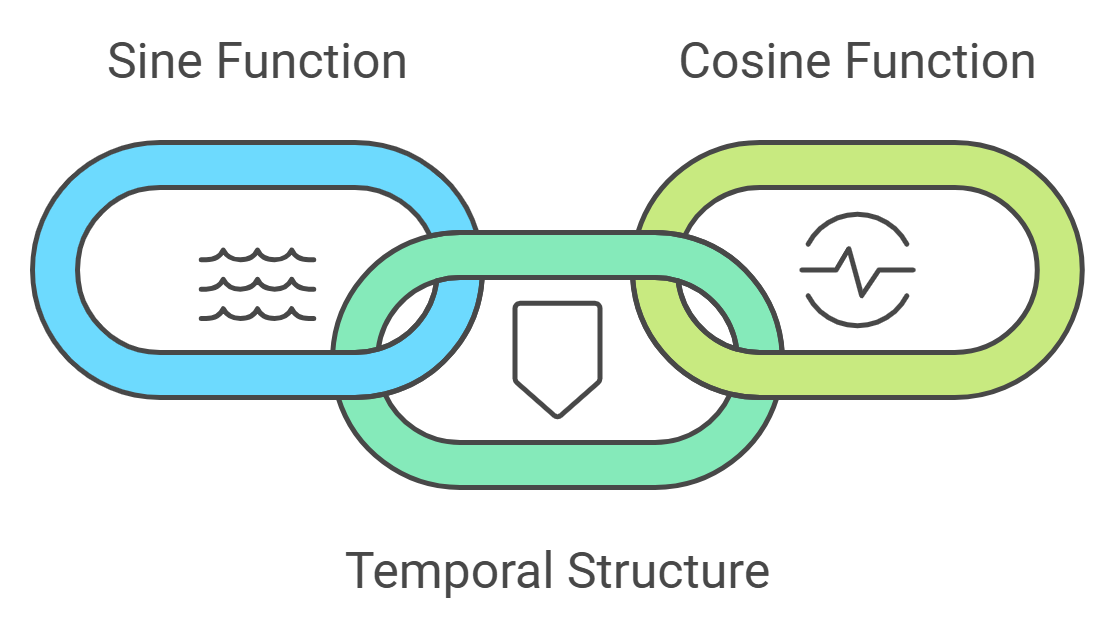 Sine Function
Cosine Function
Temporal Structure